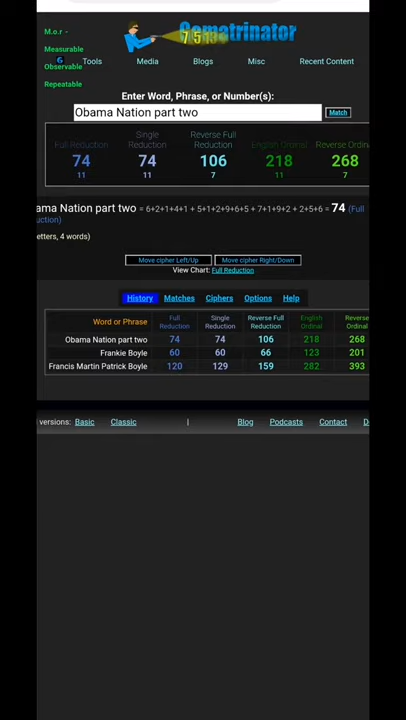 M.o.r -
Measurable
6
Observable
Repeatable
Gematrinator
Tools Media Blogs Misc Recent Content
Enter Word, Phrase, or Number(s):
Obama Nation part two Match
Full Reduction Single Reduction Reverse Full Reduction English Ordinal Reverse Ordin
74 74 106 218 268
11 11 7 11 7
ama Nation part two = 6+2+1+4+1 + 5+1+2+9+6+5 + 7+1+9+2 + 2+5+6 = 74 (Full
uction)
etters, 4 words)
Move cipher Left/Up Move cipher Right/Down
View Chart: Full Reduction
History Matches Ciphers Options Help
Word or Phrase Full Reduction Single Reduction Reverse Full Reduction English Ordinal Reverse Ordinal
Obama Nation part two 74 74 106 218 268
Frankie Boyle 60 60 66 123 201
Francis Martin Patrick Boyle 120 129 159 282 393
versions: Basic Classic | Blog Podcasts Contact D